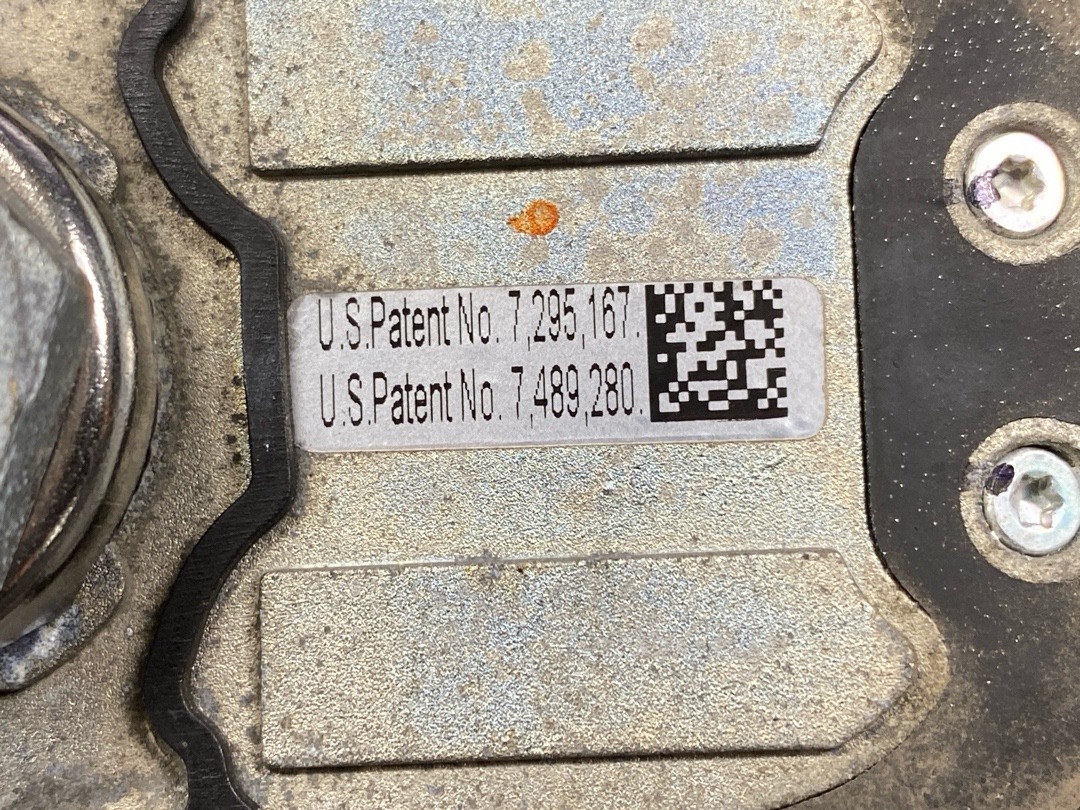 U.S.Patent No. 7,295,167.
U.S.Patent No. 7,489,280.